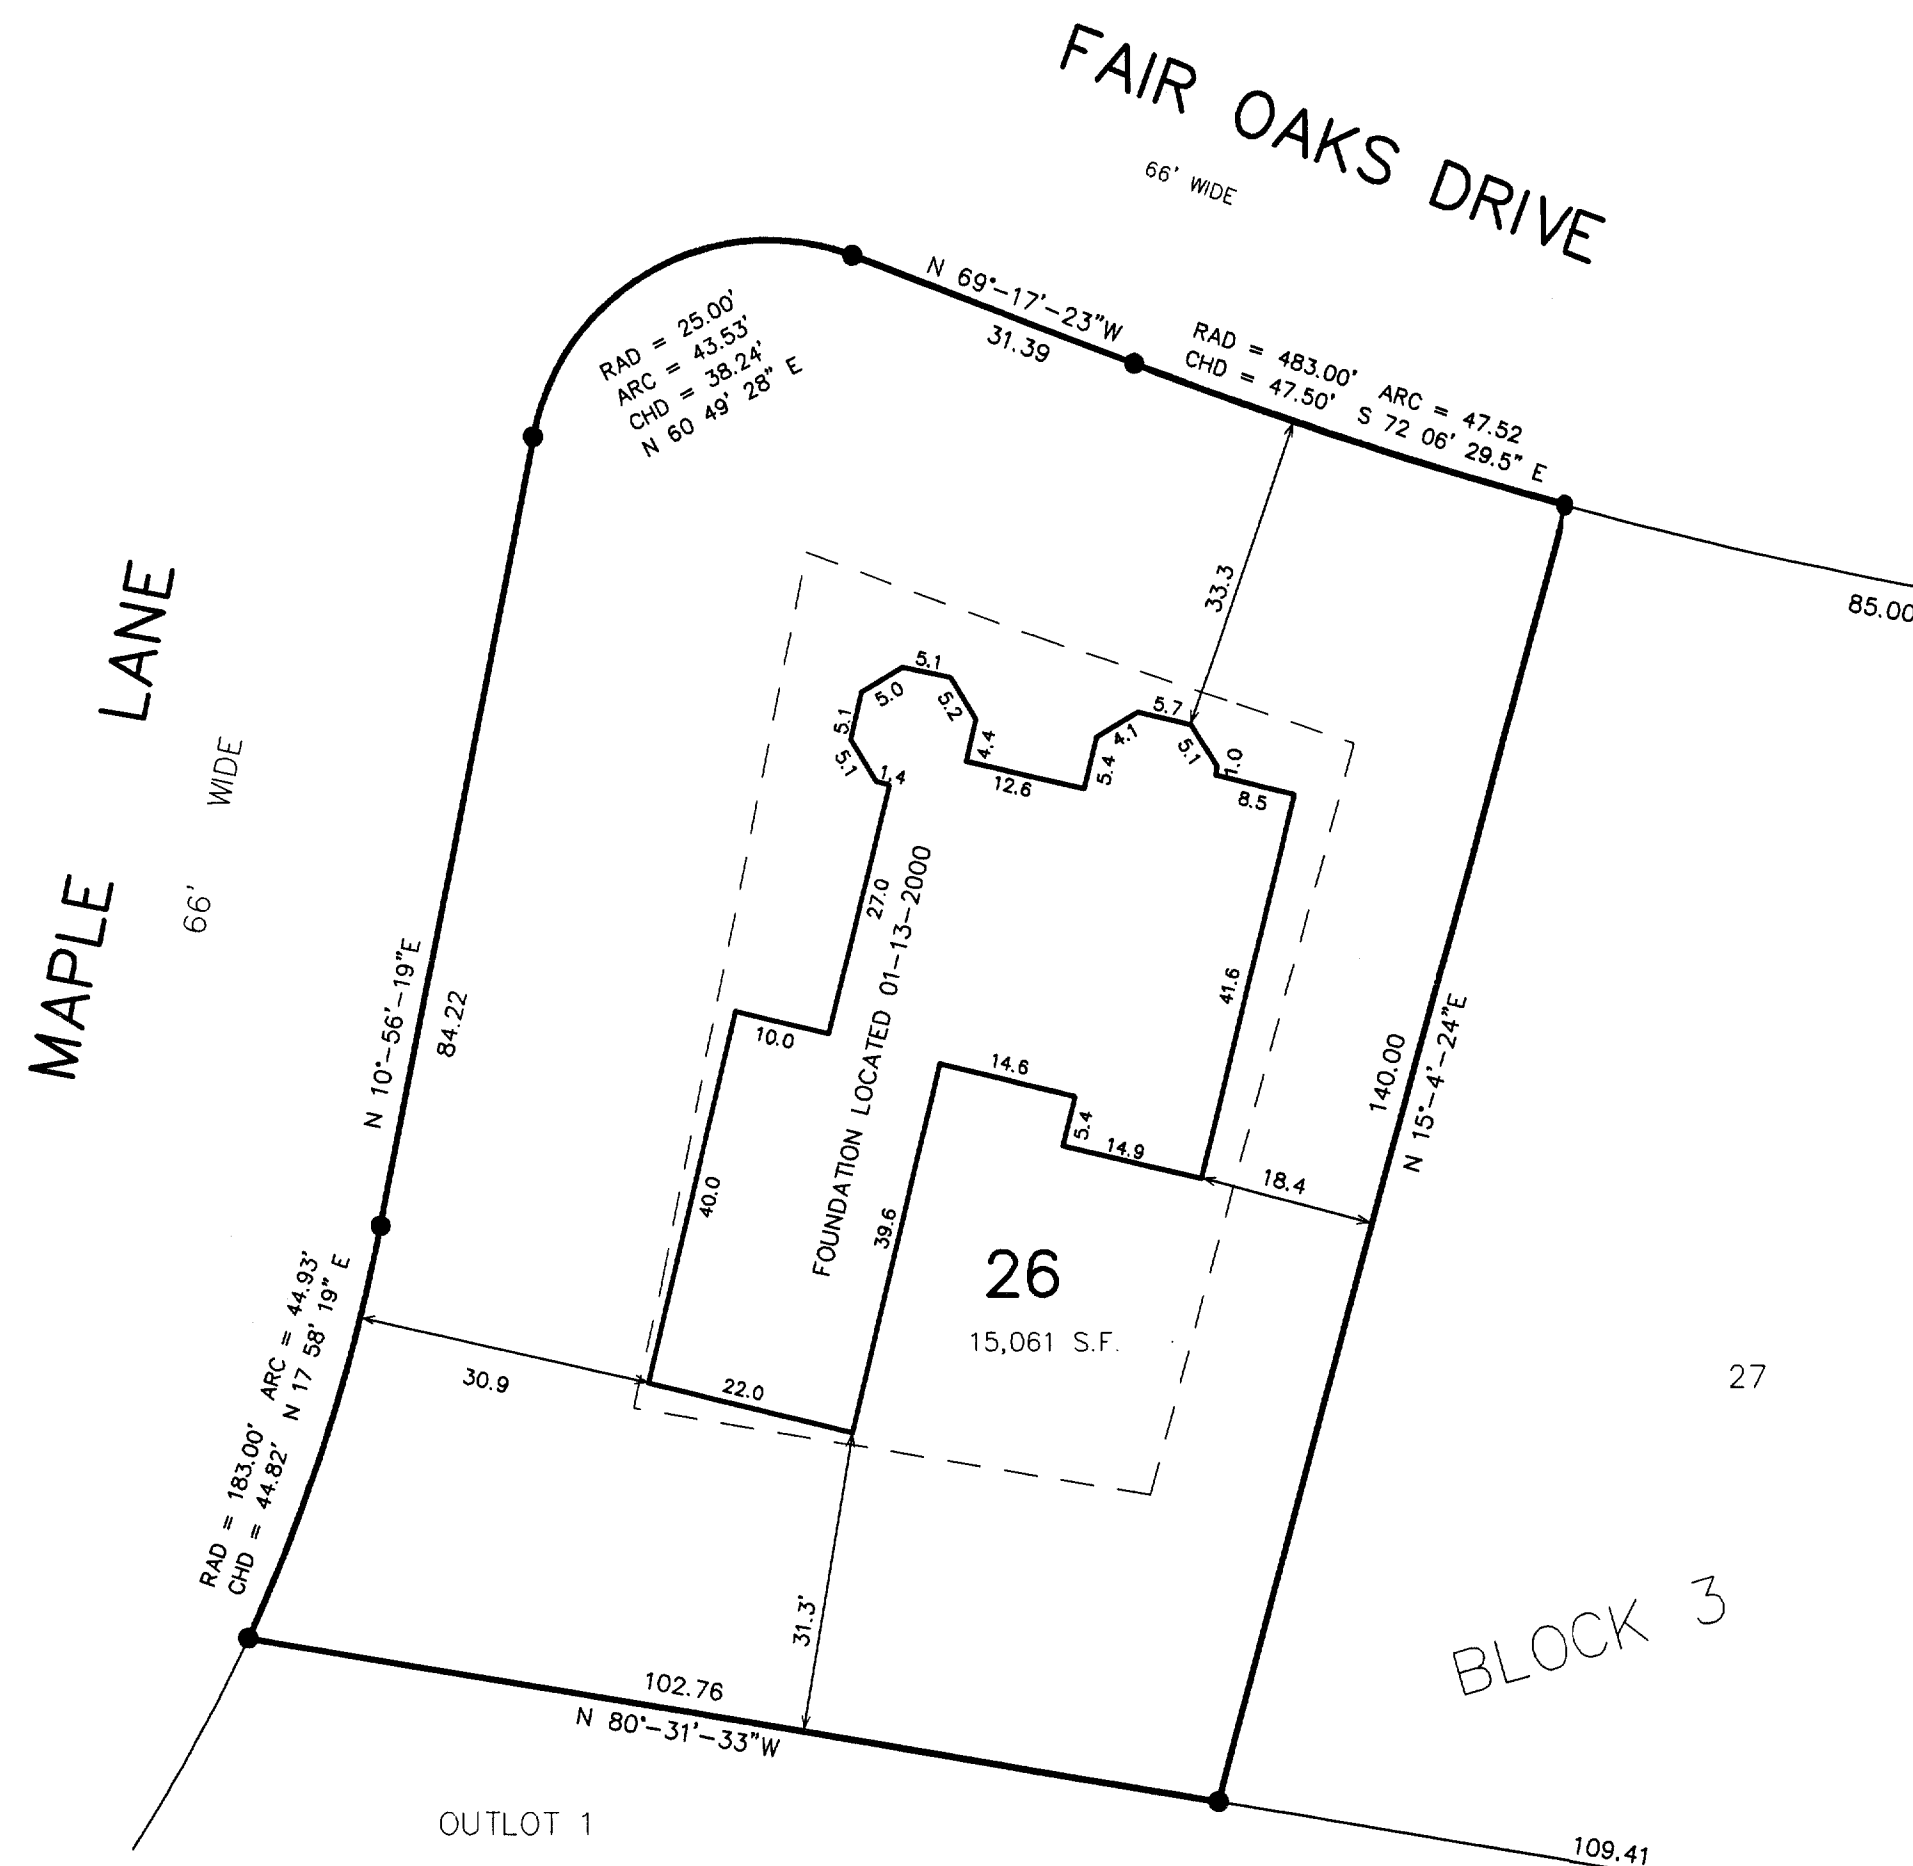 FAIR OAKS DRIVE
66' WIDE
N 69°-17'-23"W
31.39
RAD = 483.00' ARC = 47.52
CHD = 47.50' S 72 06' 29.5" E
RAD = 25.00'
ARC = 43.53'
CHD = 38.24'
N 60 49' 28" E
85.00
33.3
MAPLE LANE
66' WIDE
5.1
5.0
5.2
5.1
5.1
1.4
4.4
12.6
5.4
4.1
5.7
5.1
1.0
8.5
27.0
FOUNDATION LOCATED 01-13-2000
41.6
N 10°-56'-19"E
84.22
10.0
14.6
5.4
14.9
18.4
140.00
N 15°-4'-24"E
40.0
39.6
26
15,061 S.F.
27
30.9
22.0
RAD = 183.00' ARC = 44.93'
CHD = 44.82' N 17 58' 19" E
31.3'
102.76
N 80°-31'-33"W
BLOCK 3
OUTLOT 1
109.41